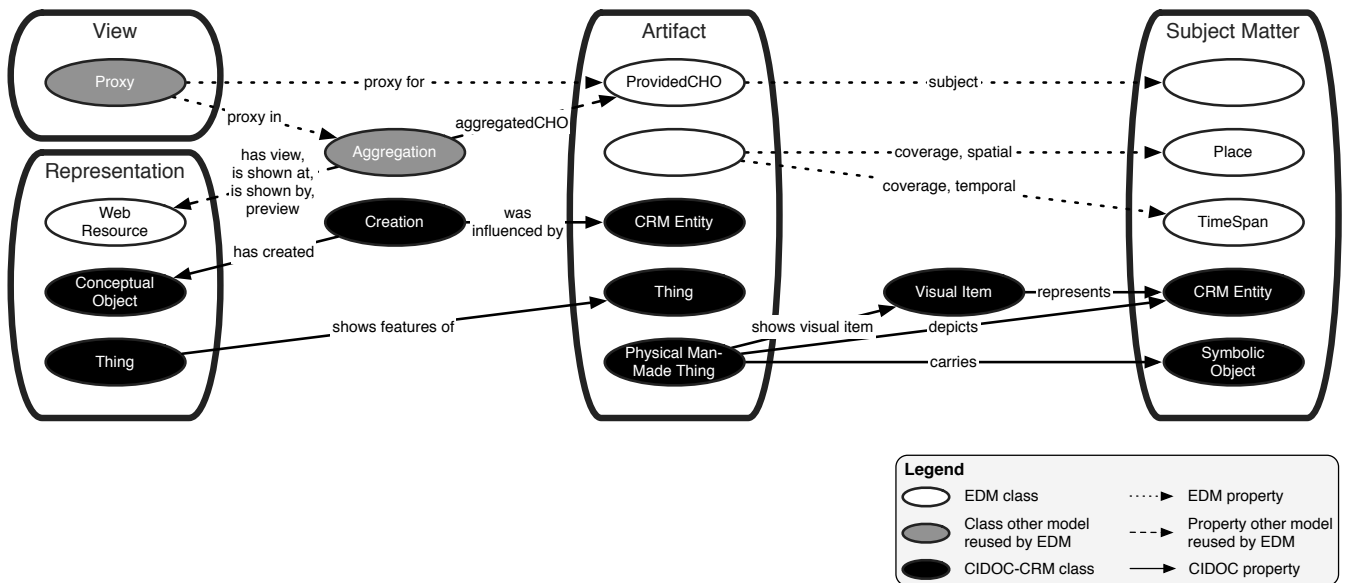 View
Artifact
Subject Matter
Proxy
proxy for
ProvidedCHO
subject
proxy in
aggregatedCHO
Aggregation
has view,
is shown at,
is shown by,
preview
coverage, spatial
Place
coverage, temporal
Representation
Web
Resource
Creation
was
influenced by
CRM Entity
TimeSpan
has created
Conceptual
Object
Thing
Visual Item
represents
CRM Entity
shows features of
shows visual item
depicts
Thing
Physical Man-
Made Thing
carries
Symbolic
Object
Legend
EDM class
EDM property
Class other model
reused by EDM
Property other model
reused by EDM
CIDOC-CRM class
CIDOC property